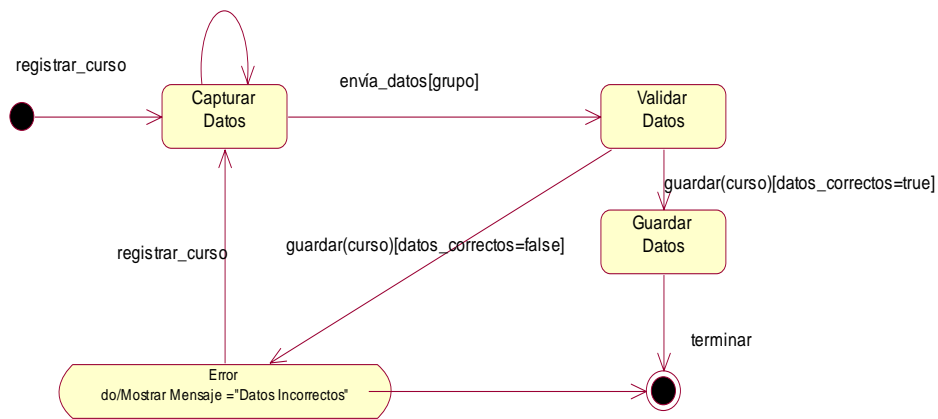 registrar_curso
Capturar
Datos
envía_datos[grupo]
Validar
Datos
guardar(curso)[datos_correctos=true]
Guardar
Datos
registrar_curso
guardar(curso)[datos_correctos=false]
terminar
Error
do/Mostrar Mensaje ="Datos Incorrectos"